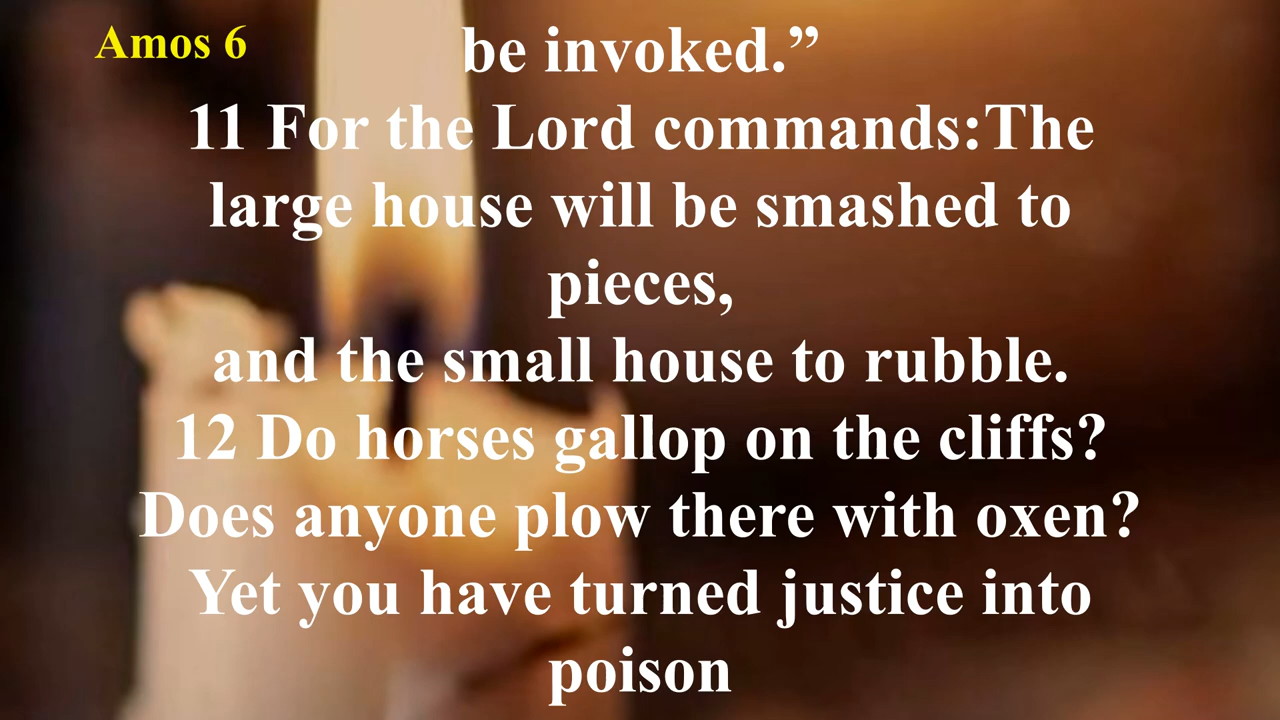 Amos 6
be invoked.”
11 For the Lord commands:The
large house will be smashed to
pieces,
and the small house to rubble.
12 Do horses gallop on the cliffs?
Does anyone plow there with oxen?
Yet you have turned justice into
poison